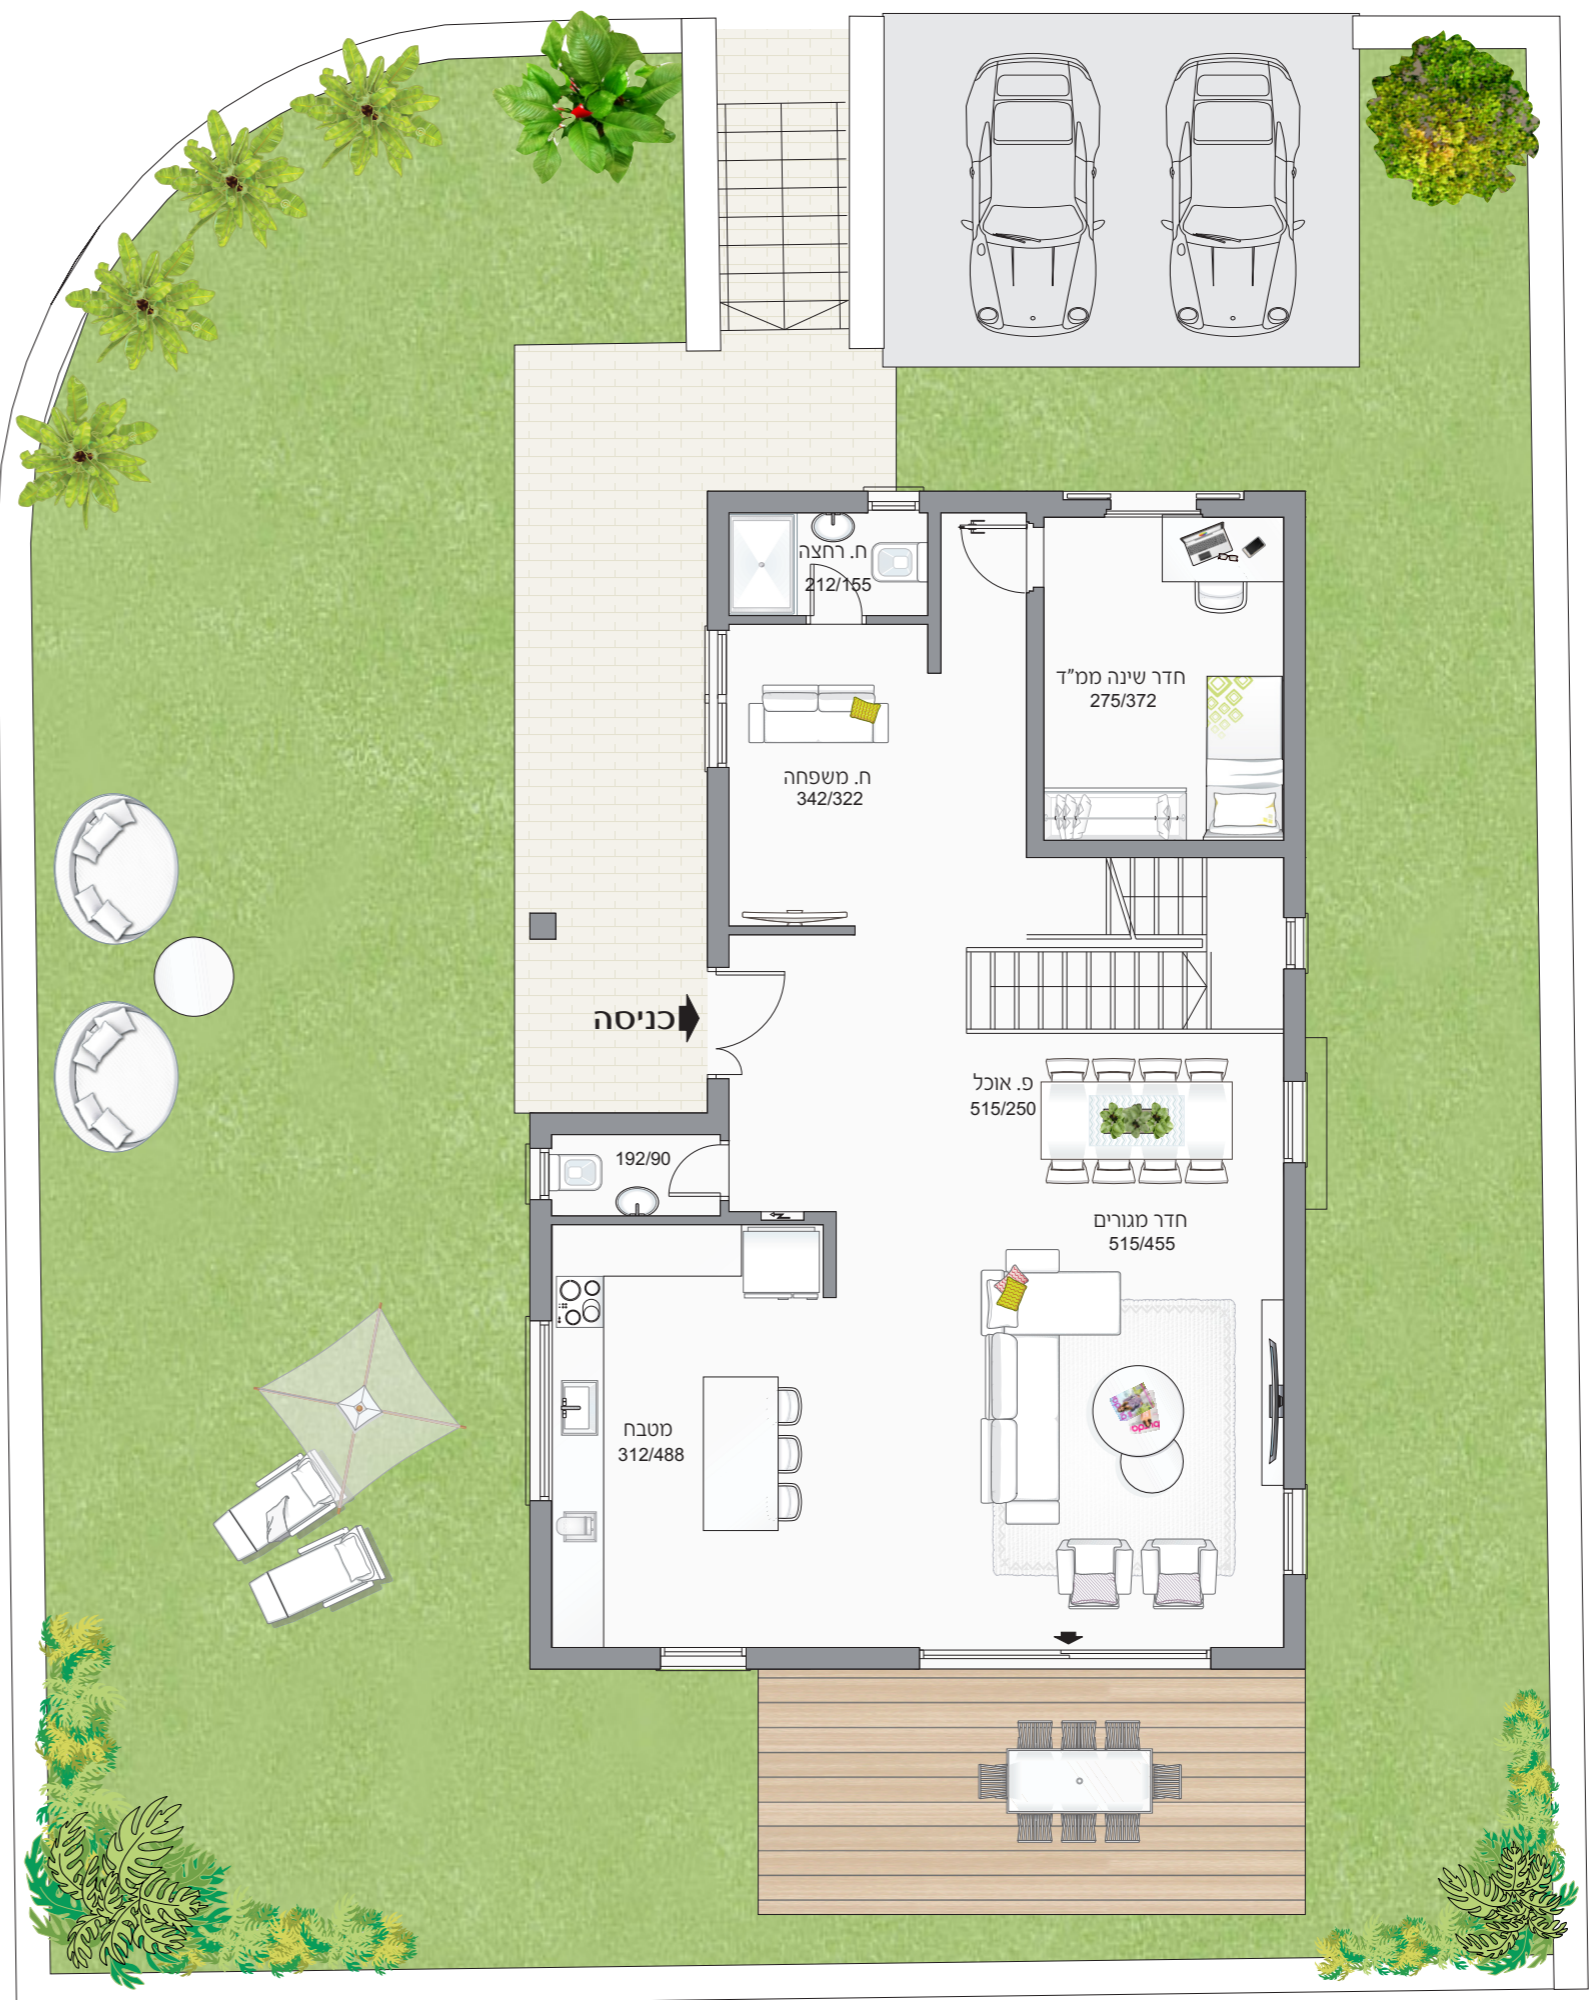 ח. רחצה
212/155
חדר שינה ממ"ד
275/372
ח. משפחה
342/322
כניסה
פ. אוכל
515/250
192/90
חדר מגורים
515/455
מטבח
312/488